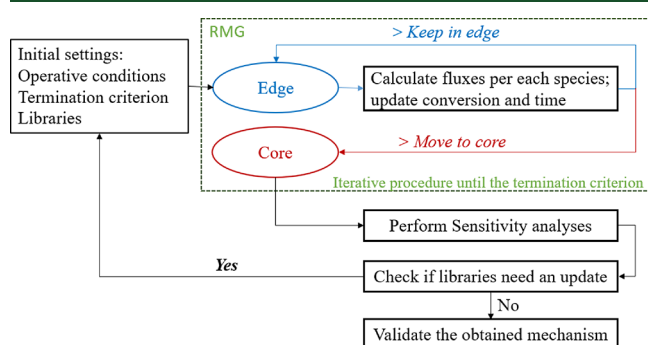 RMG
> Keep in edge
Initial settings:
Operative conditions
Termination criterion
Libraries
Edge
Calculate fluxes per each species;
update conversion and time
> Move to core
Core
Iterative procedure until the termination criterion
Perform Sensitivity analyses
Yes
Check if libraries need an update
No
Validate the obtained mechanism